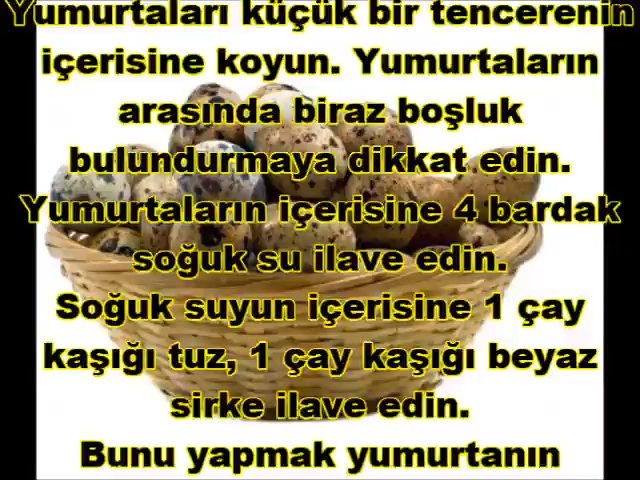 Yumurtaları küçük bir tencerenin
içerisine koyun. Yumurtaların
arasında biraz boşluk
bulundurmaya dikkat edin.
Yumurtaların içerisine 4 bardak
soğuk su ilave edin.
Soğuk suyun içerisine 1 çay
kaşığı tuz, 1 çay kaşığı beyaz
sirke ilave edin.
Bunu yapmak yumurtanın